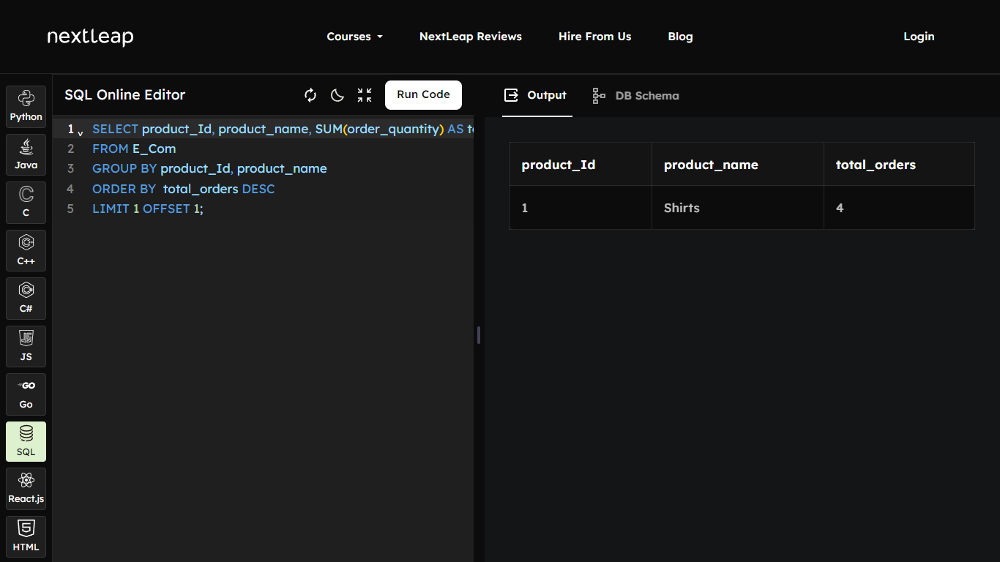 nextleap
Courses
NextLeap Reviews
Hire From Us
Blog
Login
Python
Java
C
C++
C#
JS
Go
SQL
React.js
HTML
SQL Online Editor
Run Code
1 SELECT product_Id, product_name, SUM(order_quantity) AS
2 FROM E_Com
3 GROUP BY product_Id, product_name
4 ORDER BY  total_orders DESC
5 LIMIT 1 OFFSET 1;
Output
DB Schema
product_Id product_name total_orders
1 Shirts 4